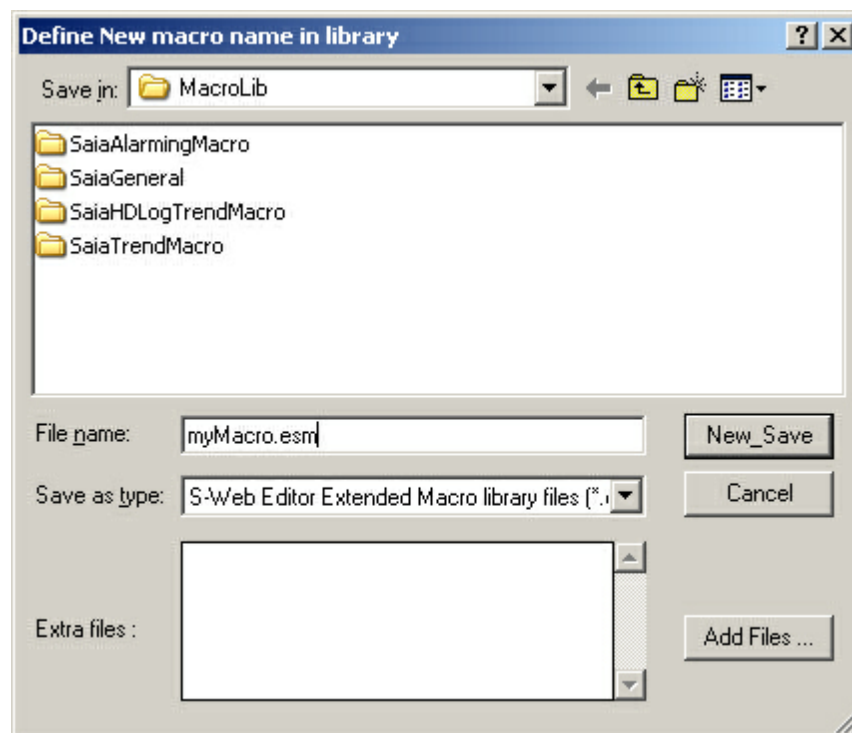 Define New macro name in library
Save in: MacroLib
SaiaAlarmingMacro
SaiaGeneral
SaiaHDLogTrendMacro
SaiaTrendMacro
File name: myMacro.esm New_Save
Save as type: S-Web Editor Extended Macro library files (*. Cancel
Extra files : Add Files ...